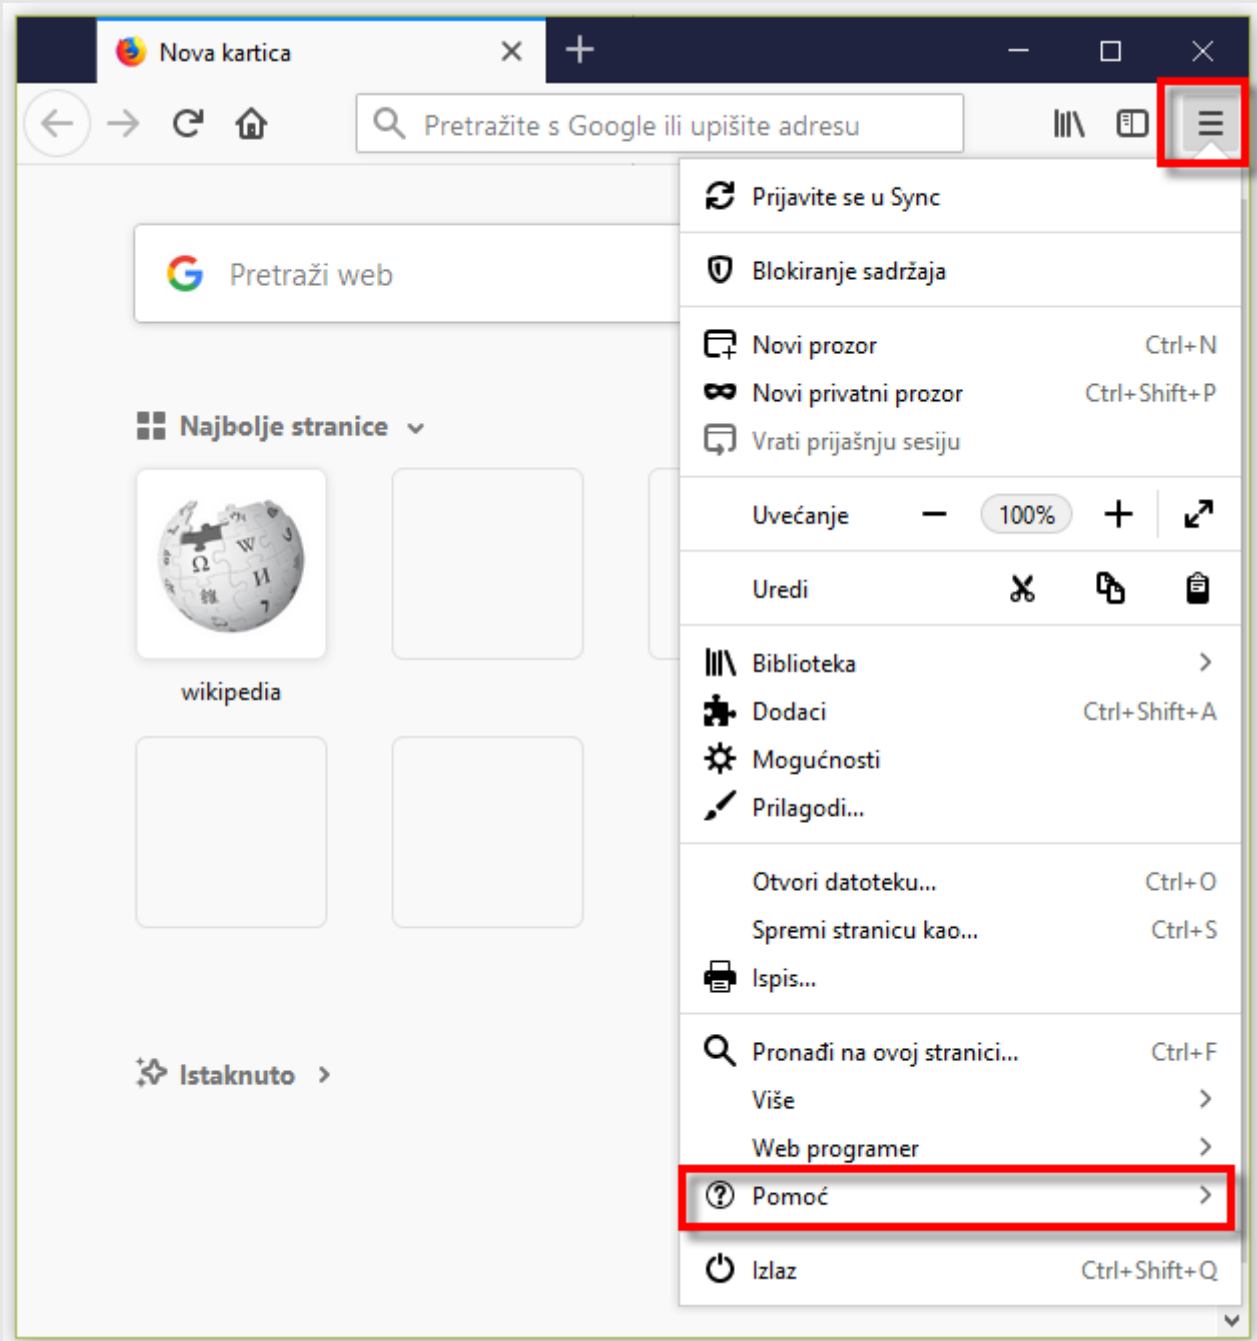 Nova kartica
Pretražite s Google ili upišite adresu
Prijavite se u Sync
Blokiranje sadržaja
Pretraži web
Novi prozor Ctrl+N
Novi privatni prozor Ctrl+Shift+P
Vrati prijašnju sesiju
Najbolje stranice
Uvećanje 100%
Uredi
Biblioteka
wikipedia
Dodaci Ctrl+Shift+A
Mogućnosti
Prilagodi...
Otvori datoteku... Ctrl+O
Spremi stranicu kao... Ctrl+S
Ispis...
Pronađi na ovoj stranici... Ctrl+F
Istaknuto
Više
Web programer
Pomoć
Izlaz Ctrl+Shift+Q